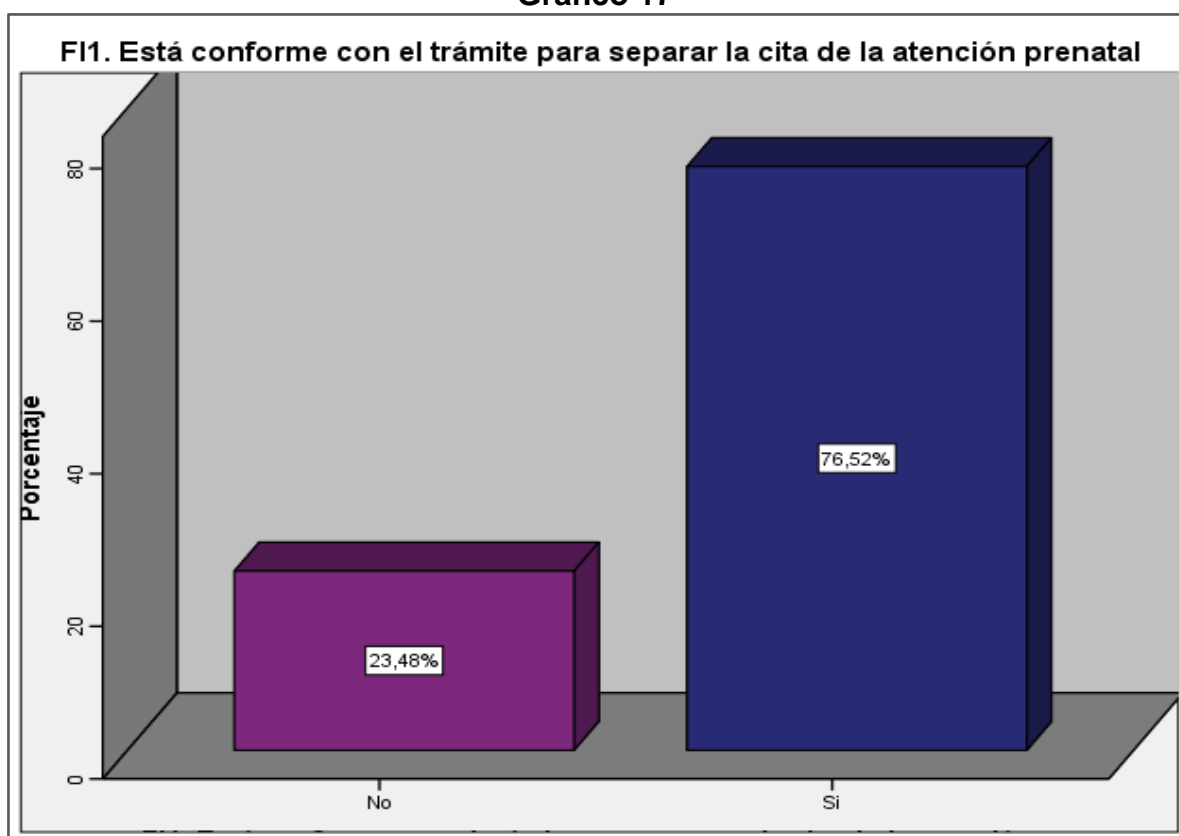 Gráfico 17
FI1. Está conforme con el trámite para separar la cita de la atención prenatal
Porcentaje
80
60
40
20
0
76,52%
23,48%
No
Si